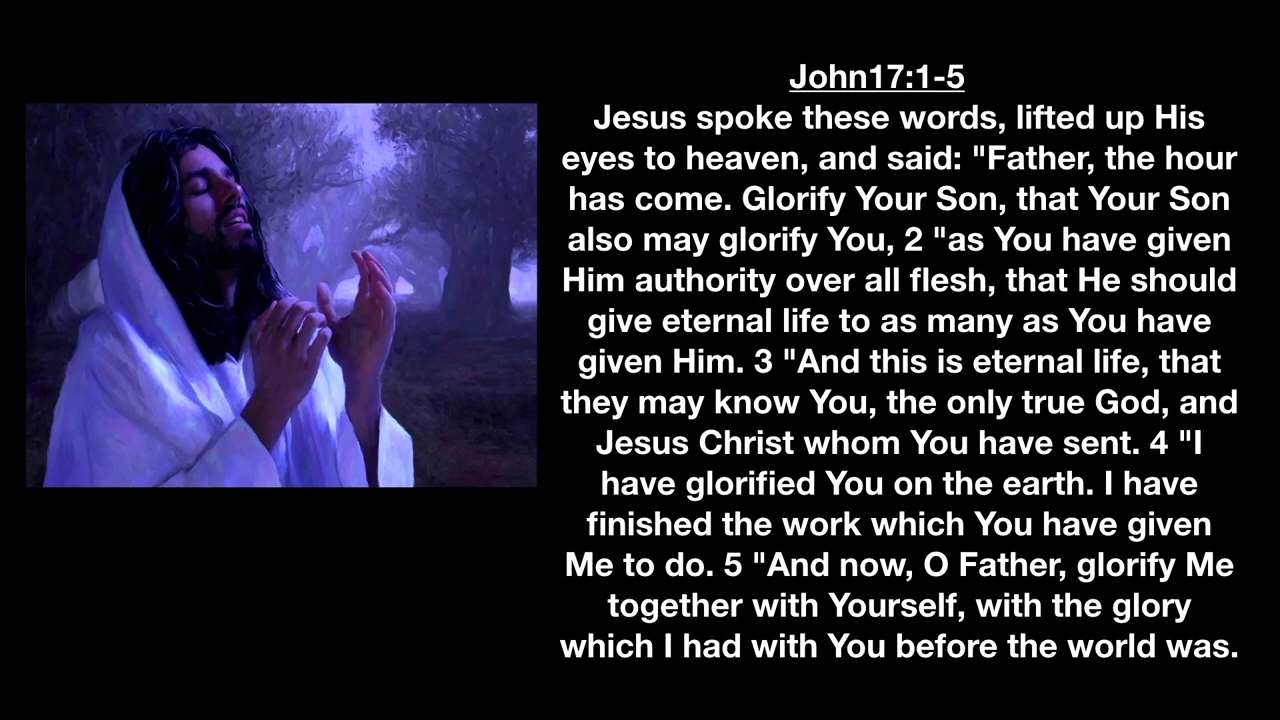 John17:1-5
Jesus spoke these words, lifted up His
eyes to heaven, and said: "Father, the hour
has come. Glorify Your Son, that Your Son
also may glorify You, 2 "as You have given
Him authority over all flesh, that He should
give eternal life to as many as You have
given Him. 3 "And this is eternal life, that
they may know You, the only true God, and
Jesus Christ whom You have sent. 4 "I
have glorified You on the earth. I have
finished the work which You have given
Me to do. 5 "And now, O Father, glorify Me
together with Yourself, with the glory
which I had with You before the world was.